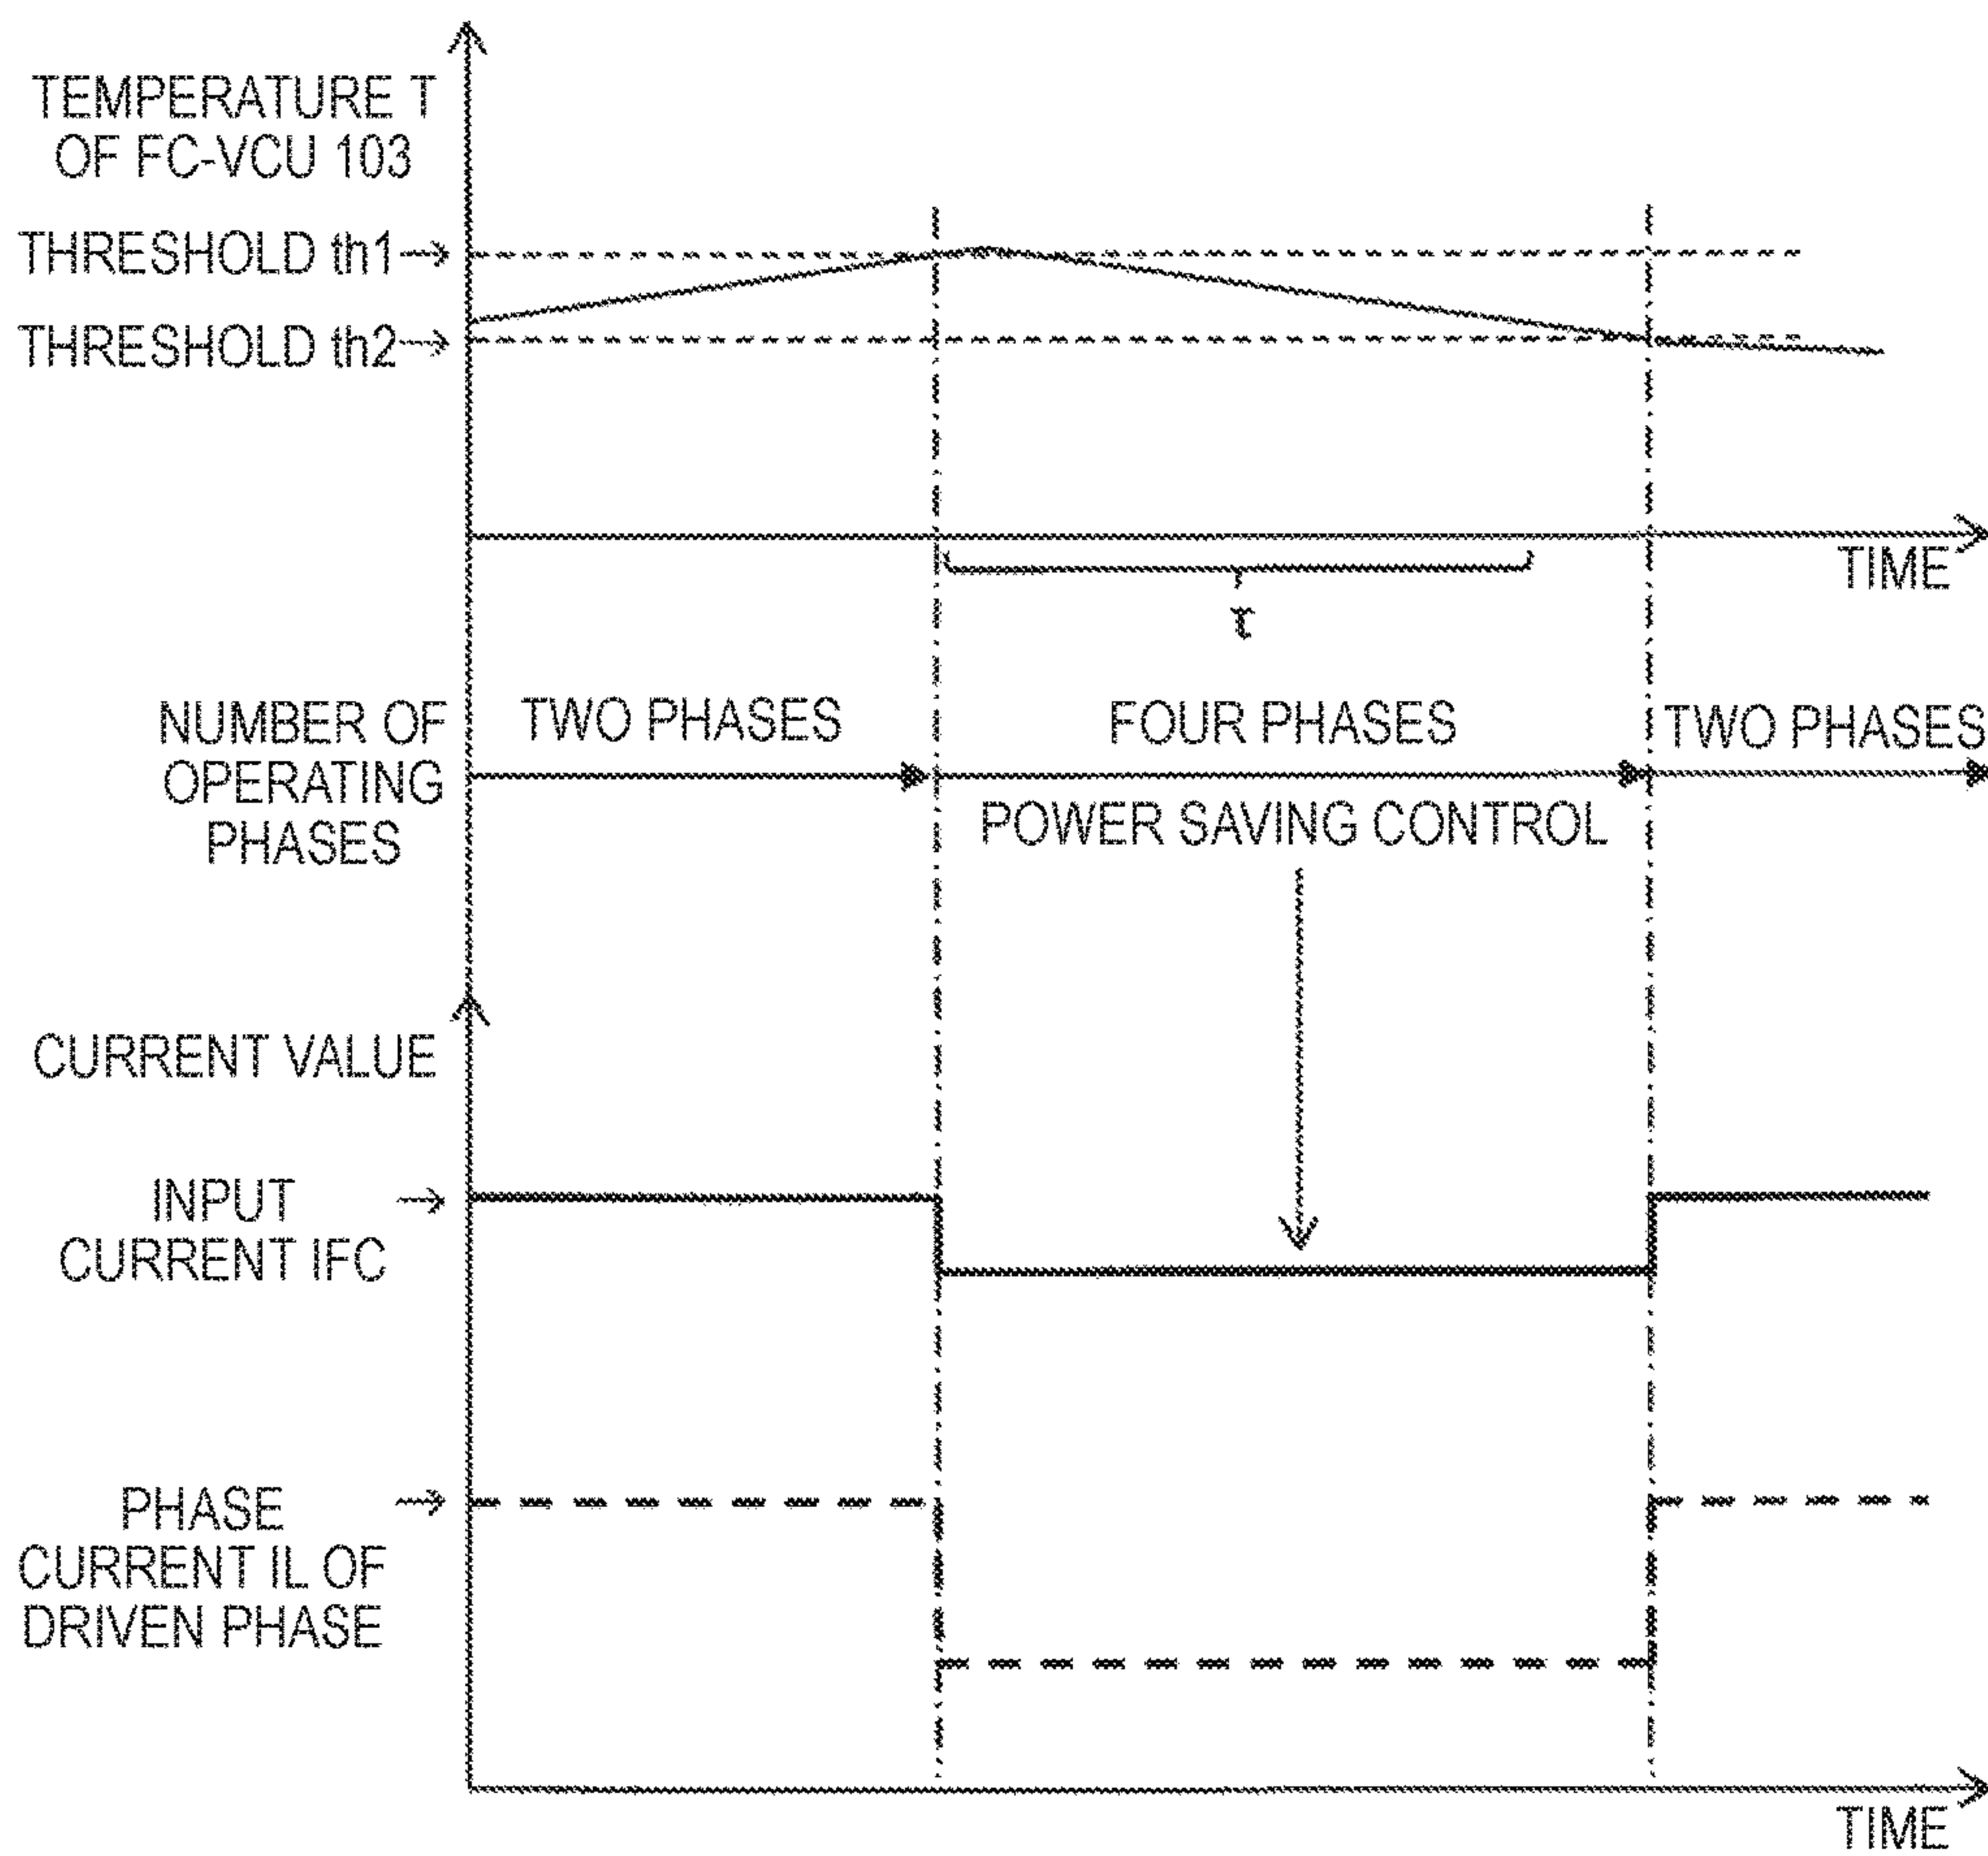 TEMPERATURE T
OF FC-VCU 103
THRESHOLD th1
THRESHOLD th2
TIME
τ
NUMBER OF
OPERATING
PHASES
TWO PHASES
FOUR PHASES
TWO PHASES
POWER SAVING CONTROL
CURRENT VALUE
INPUT
CURRENT IFC
PHASE
CURRENT IL OF
DRIVEN PHASE
TIME